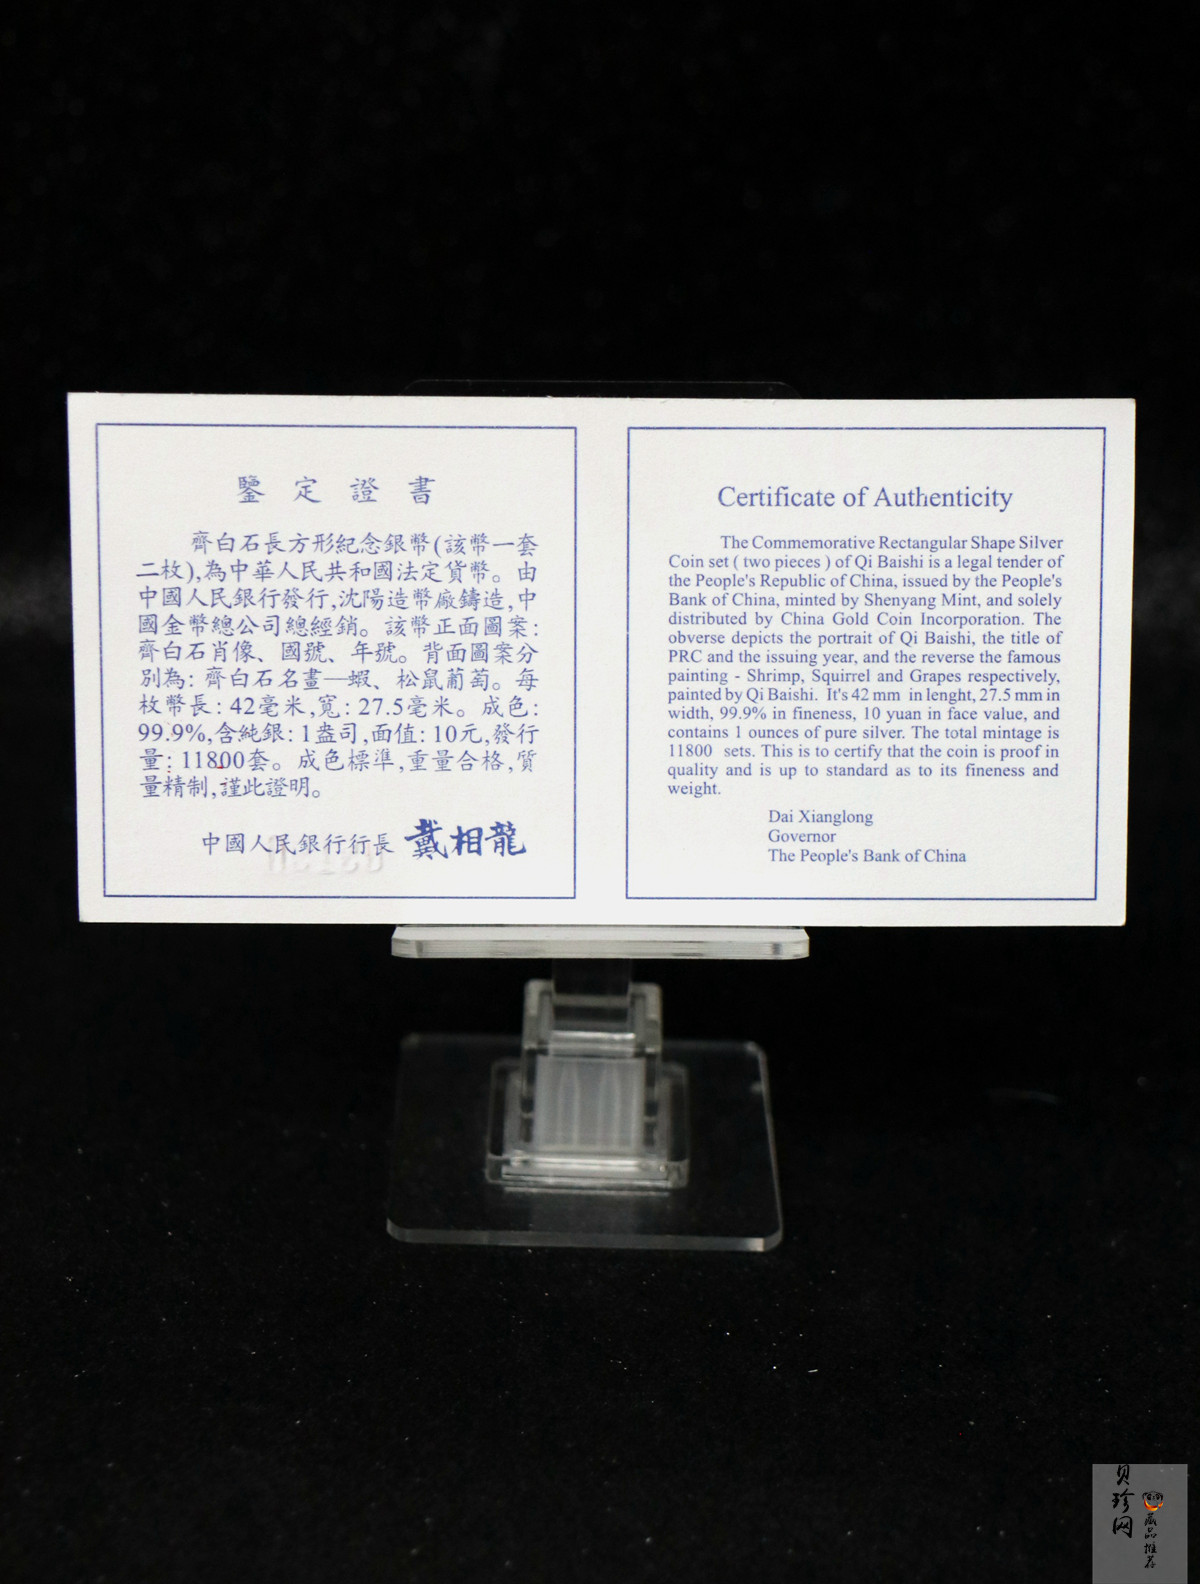 鑒定證書
齊白石長方形紀念銀幣(該幣一套
二枚),為中華人民共和國法定貨幣。由
中國人民銀行發行,沈陽造幣廠鑄造,中
國金幣總公司總經銷。該幣正面圖案:
齊白石肖像、國號、年號。背面圖案分
別為:齊白石名畫—蝦、松鼠葡萄。每
枚幣長:42毫米,寬:27.5毫米。成色:
99.9%,含純銀:1盎司,面值:10元,發行
量:11800套。成色標準,重量合格,質
量精制,謹此證明。
中國人民銀行行長 戴相龍
Certificate of Authenticity
The Commemorative Rectangular Shape Silver
Coin set ( two pieces ) of Qi Baishi is a legal tender of
the People's Republic of China, issued by the People's
Bank of China, minted by Shenyang Mint, and solely
distributed by China Gold Coin Incorporation. The
obverse depicts the portrait of Qi Baishi, the title of
PRC and the issuing year, and the reverse the famous
painting - Shrimp, Squirrel and Grapes respectively,
painted by Qi Baishi. It's 42 mm in lenght, 27.5 mm in
width, 99.9% in fineness, 10 yuan in face value, and
contains 1 ounces of pure silver. The total mintage is
11800 sets. This is to certify that the coin is proof in
quality and is up to standard as to its fineness and
weight.
Dai Xianglong
Governor
The People's Bank of China
贝珍网
藏品推荐